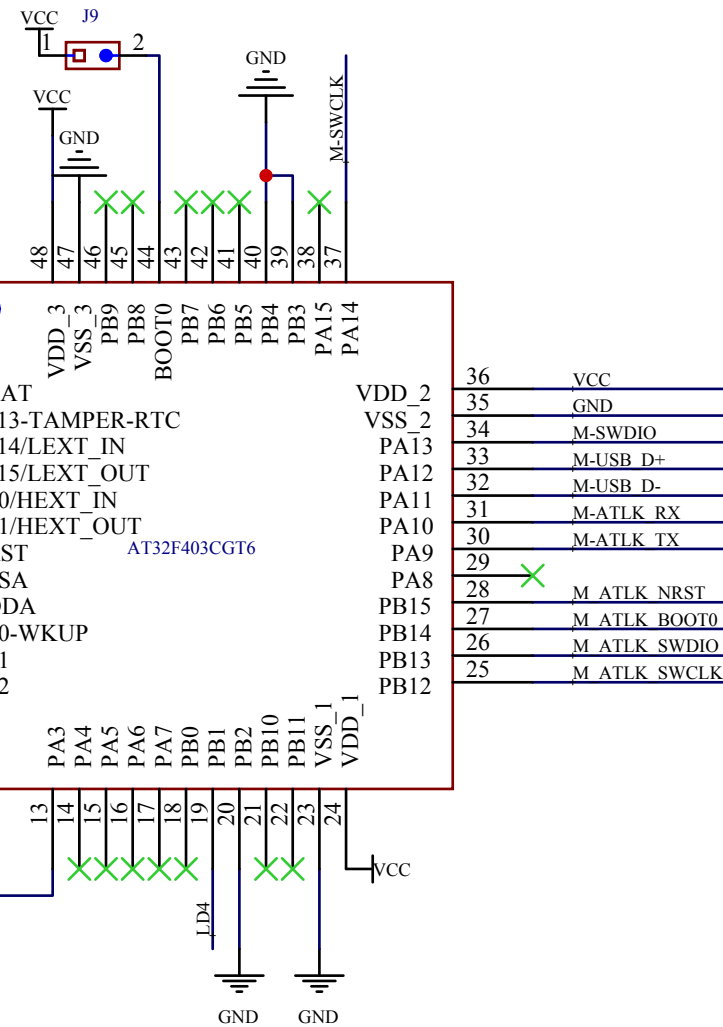 VCC
J9
1
2
VCC
GND
GND
M-SWCLK
48
47
46
45
44
43
42
41
40
39
38
37
VDD_3
VSS_3
PB9
PB8
BOOT0
PB7
PB6
PB5
PB4
PB3
PA15
PA14
AT
13-TAMPER-RTC
14/LEXT_IN
15/LEXT_OUT
0/HEXT_IN
1/HEXT_OUT
ST
SA
DA
0-WKUP
1
2
AT32F403CGT6
VDD_2 36 VCC
VSS_2 35 GND
PA13 34 M-SWDIO
PA12 33 M-USB_D+
PA11 32 M-USB_D-
PA10 31 M-ATLK_RX
PA9 30 M-ATLK_TX
PA8 29
PB15 28 M_ATLK_NRST
PB14 27 M_ATLK_BOOT0
PB13 26 M_ATLK_SWDIO
PB12 25 M_ATLK_SWCLK
PA3
PA4
PA5
PA6
PA7
PB0
PB1
PB2
PB10
PB11
VSS_1
VDD_1
13
14
15
16
17
18
19
20
21
22
23
24
VCC
LD4
GND
GND